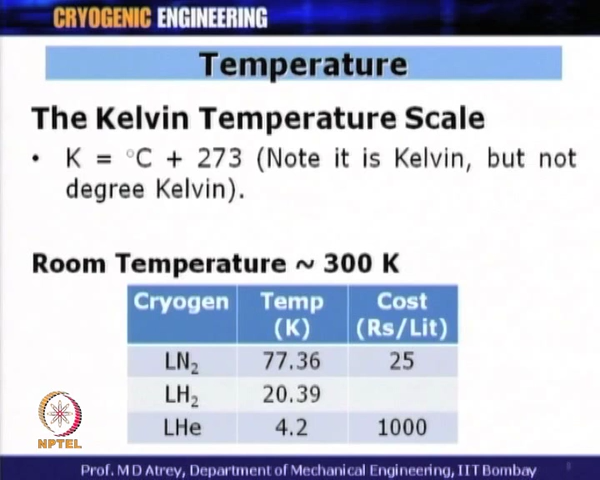 CRYOGENIC ENGINEERING
Temperature
The Kelvin Temperature Scale
• K = °C + 273 (Note it is Kelvin, but not
degree Kelvin).
Room Temperature ~ 300 K
Cryogen Temp (K) Cost (Rs/Lit)
LN₂ 77.36 25
LH₂ 20.39
LHe 4.2 1000
NPTEL
Prof. M D Atrey, Department of Mechanical Engineering, IIT Bombay